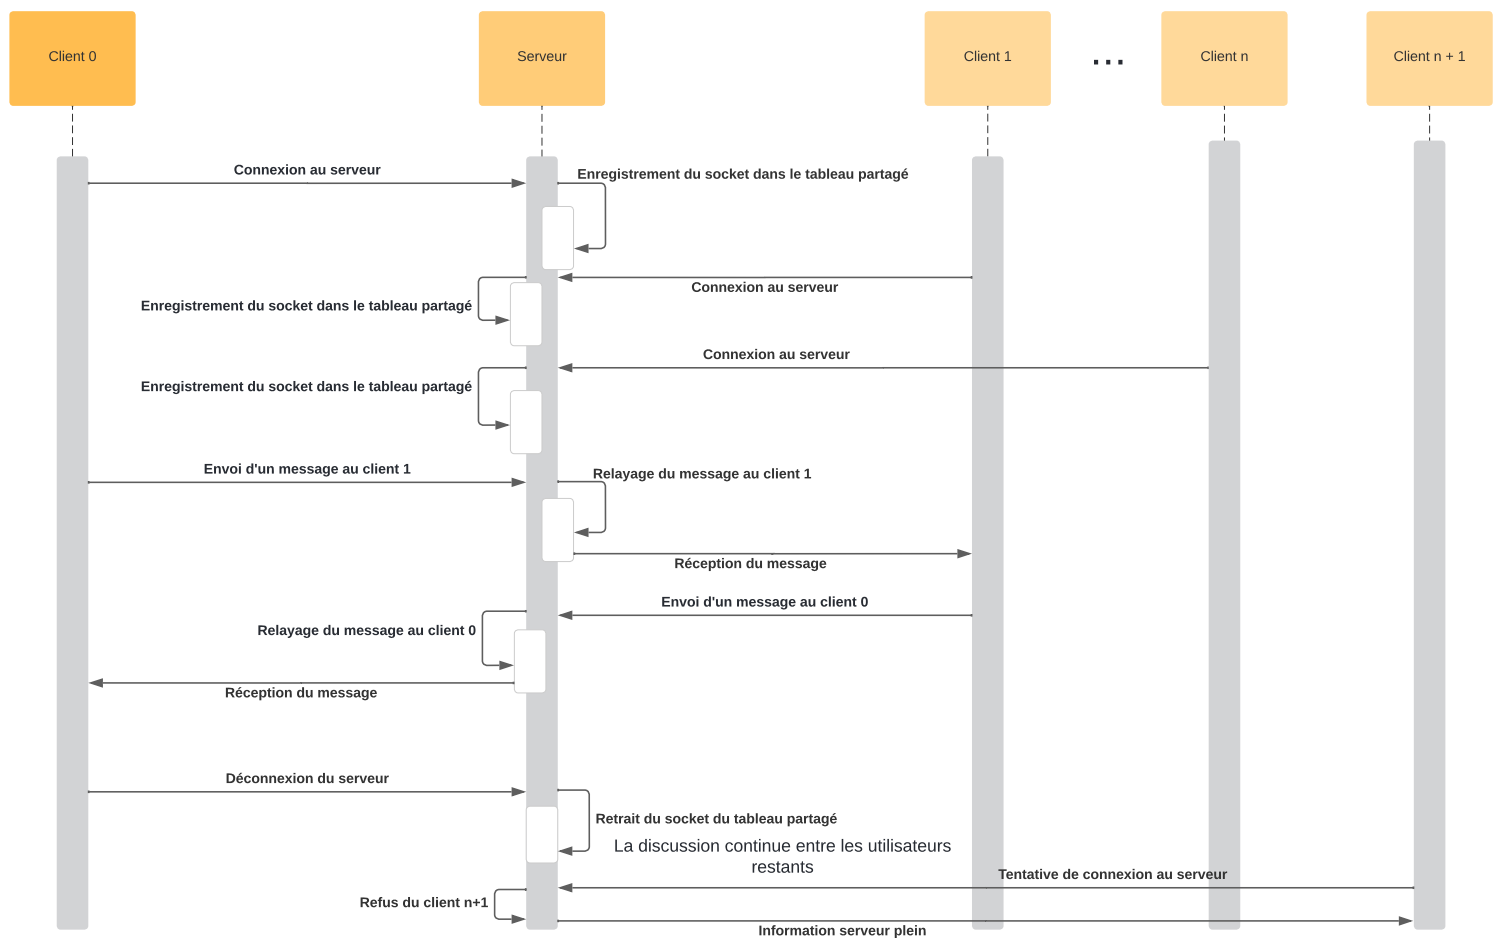 Client 0
Serveur
Client 1
...
Client n
Client n + 1
Connexion au serveur
Enregistrement du socket dans le tableau partagé
Connexion au serveur
Enregistrement du socket dans le tableau partagé
Connexion au serveur
Enregistrement du socket dans le tableau partagé
Envoi d'un message au client 1
Relayage du message au client 1
Réception du message
Envoi d'un message au client 0
Relayage du message au client 0
Réception du message
Déconnexion du serveur
Retrait du socket du tableau partagé
La discussion continue entre les utilisateurs
restants
Tentative de connexion au serveur
Refus du client n+1
Information serveur plein